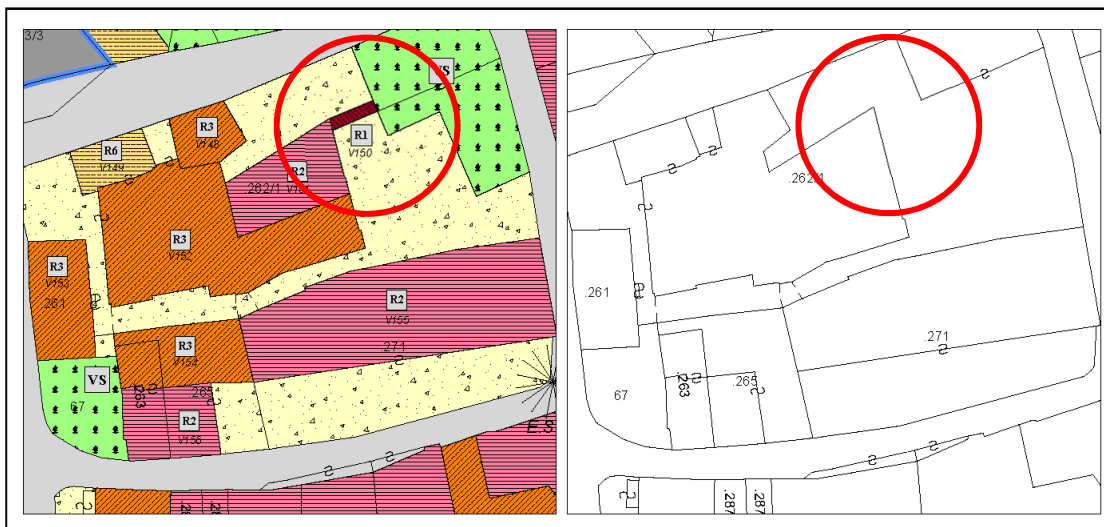 3/3
VS
R3
V148
R1
V150
R6
V149
R2
.262/1
R3
V152
R3
V153
261
R2
V155
R3
V154
.271
VS
67
.263
.265
R2
V156
E.S
.262/1
.261
.271
.263
.265
67
.287
.287